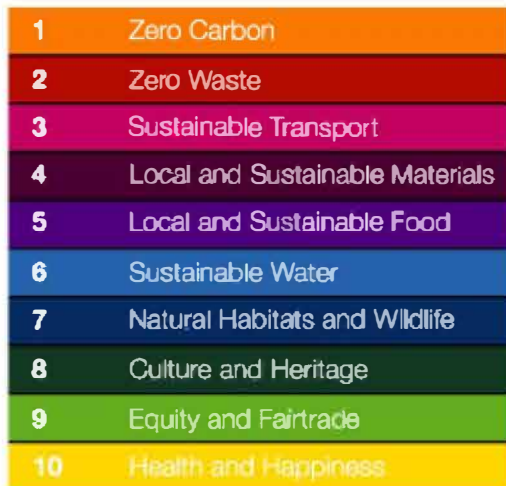 1 Zero Carbon
2 Zero Waste
3 Sustainable Transport
4 Local and Sustainable Materials
5 Local and Sustainable Food
6 Sustainable Water
7 Natural Habitats and Wildlife
8 Culture and Heritage
9 Equity and Fairtrade
10 Health and Happiness